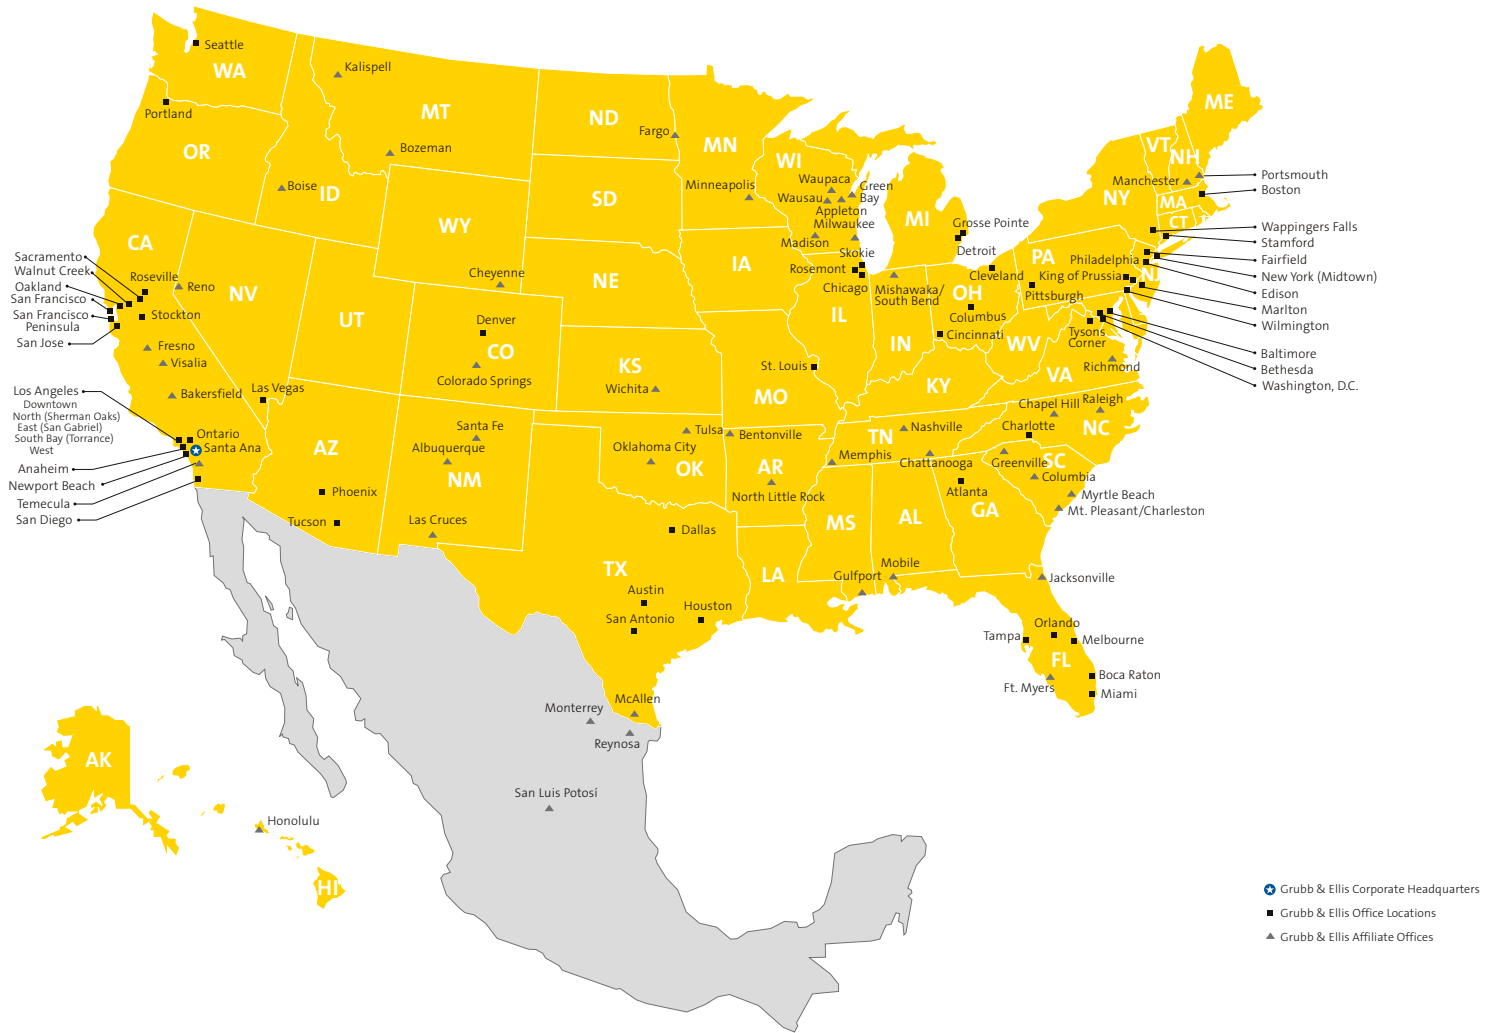 Seattle
WA
Portland
OR
Kalispell
MT
Bozeman
Boise
ID
ND
Fargo
MN
Minneapolis
SD
WY
Cheyenne
NE
IA
WI
Waupaca
Wausau
Green
Bay
Appleton
Milwaukee
Madison
Skokie
Rosemont
Chicago
MI
Grosse Pointe
Detroit
Cleveland
Mishawaka/
South Bend
OH
Columbus
Cincinnati
IL
IN
ME
VT
NH
Manchester
NY
MA
CT
Portsmouth
Boston
Wappingers Falls
Stamford
Fairfield
New York (Midtown)
Edison
Marlton
Wilmington
Baltimore
Bethesda
Washington, D.C.
PA
Philadelphia
King of Prussia
Pittsburgh
NJ
Tysons
Corner
WV
VA
Richmond
CA
Sacramento
Walnut Creek
Oakland
San Francisco
San Francisco
Peninsula
San Jose
Roseville
Reno
Stockton
NV
Fresno
Visalia
Bakersfield
Las Vegas
Los Angeles
Downtown
North (Sherman Oaks)
East (San Gabriel)
South Bay (Torrance)
West
Ontario
Santa Ana
Anaheim
Newport Beach
Temecula
San Diego
UT
Denver
CO
Colorado Springs
KS
Wichita
St. Louis
MO
KY
AZ
Phoenix
Tucson
Santa Fe
Albuquerque
NM
Las Cruces
Tulsa
Oklahoma City
OK
Bentonville
AR
North Little Rock
TN
Nashville
Memphis
Chattanooga
Chapel Hill
Raleigh
Charlotte
NC
Greenville
SC
Columbia
Myrtle Beach
Mt. Pleasant/Charleston
Atlanta
GA
MS
AL
Mobile
Gulfport
Jacksonville
Dallas
TX
Austin
San Antonio
Houston
LA
Orlando
Tampa
Melbourne
FL
Ft. Myers
Boca Raton
Miami
McAllen
Monterrey
Reynosa
San Luis Potosí
AK
Honolulu
HI
Grubb & Ellis Corporate Headquarters
Grubb & Ellis Office Locations
Grubb & Ellis Affiliate Offices